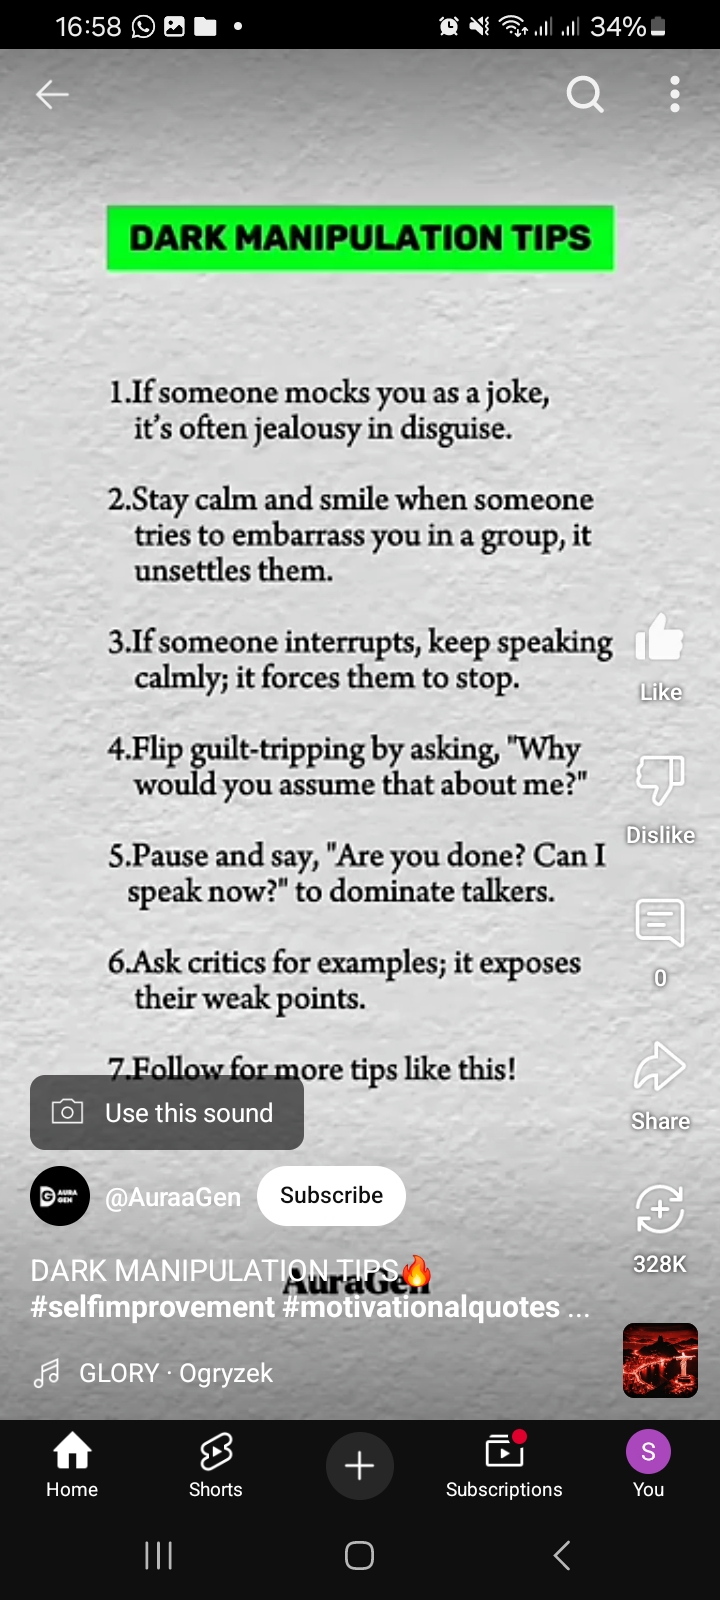 16:58
34%
DARK MANIPULATION TIPS
1.If someone mocks you as a joke,
it's often jealousy in disguise.
2.Stay calm and smile when someone
tries to embarrass you in a group, it
unsettles them.
3.If someone interrupts, keep speaking
calmly; it forces them to stop.
4.Flip guilt-tripping by asking, "Why
would you assume that about me?"
5.Pause and say, "Are you done? Can I
speak now?" to dominate talkers.
6.Ask critics for examples; it exposes
their weak points.
7.Follow for more tips like this!
Like
Dislike
0
Share
328K
Use this sound
AURA
GEN
@AuraaGen
Subscribe
DARK MANIPULATION TIPS🔥
AuraGen
#selfimprovement #motivationalquotes ...
GLORY · Ogryzek
Home
Shorts
Subscriptions
S
You